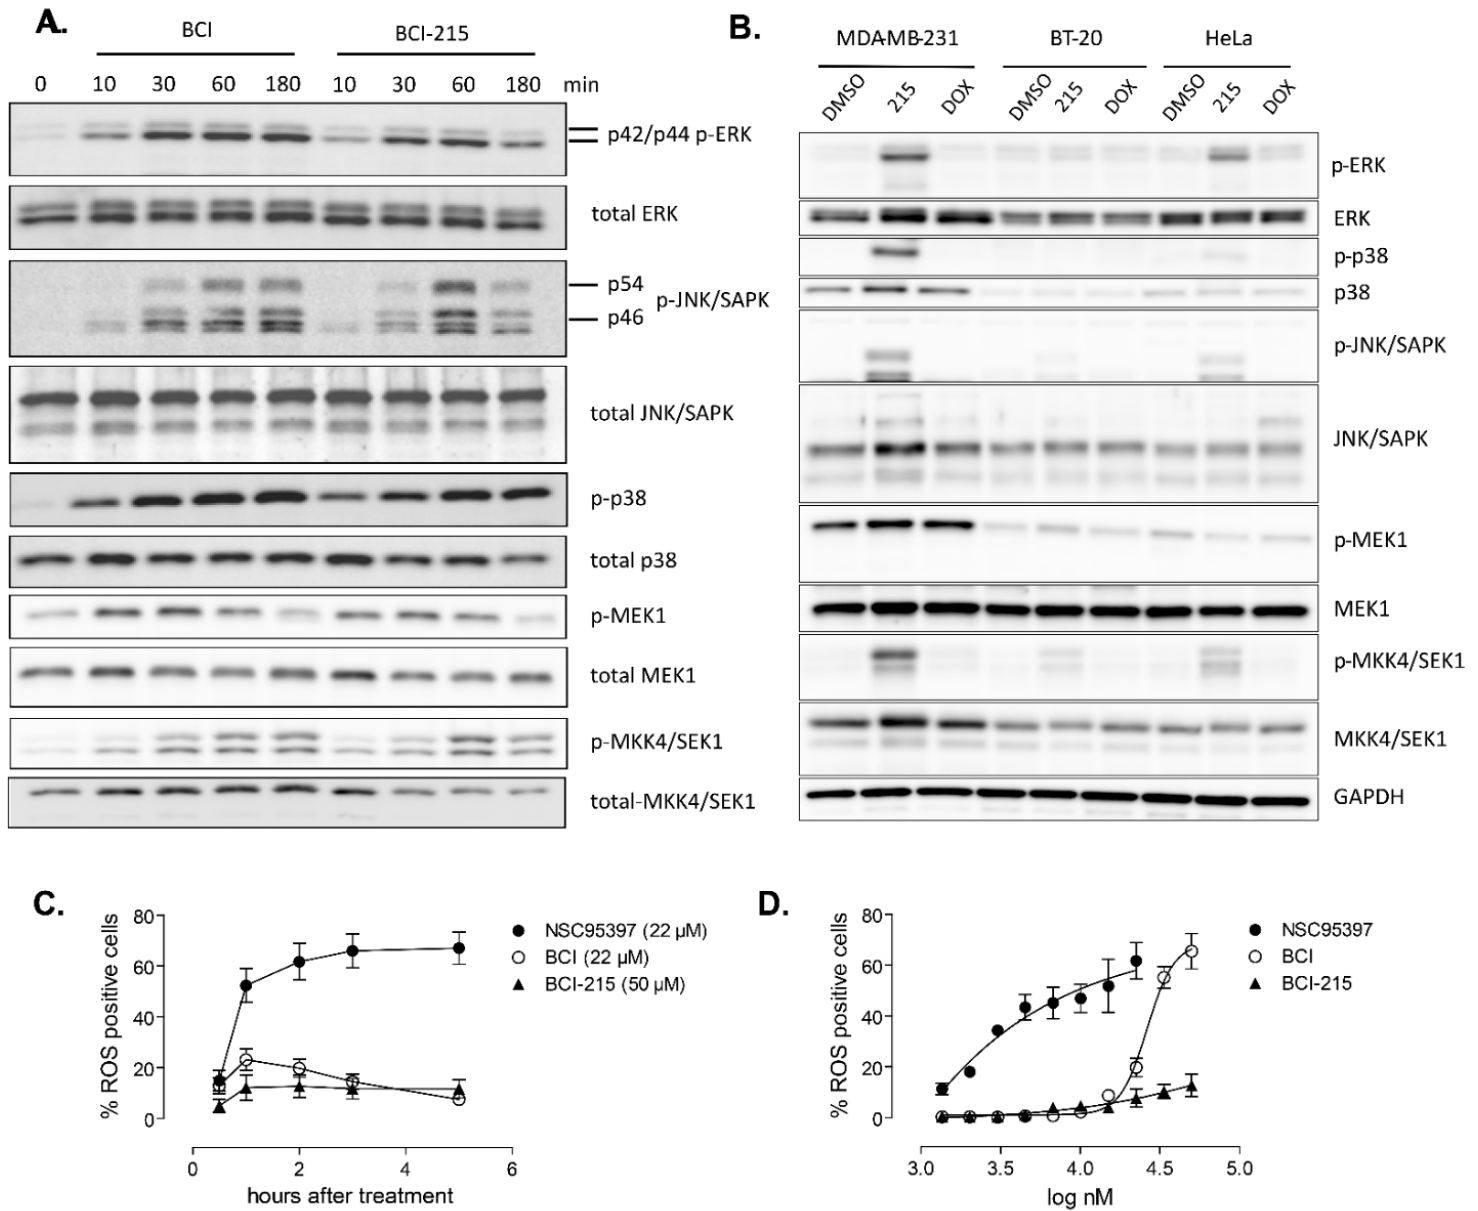 A.
BCI
BCI-215
0 10 30 60 180 10 30 60 180 min
p42/p44 p-ERK
total ERK
p54
p-JNK/SAPK
p46
total JNK/SAPK
p-p38
total p38
p-MEK1
total MEK1
p-MKK4/SEK1
total-MKK4/SEK1
B.
MDA-MB-231 BT-20 HeLa
DMSO 215 DOX DMSO 215 DOX DMSO 215 DOX
p-ERK
ERK
p-p38
p38
p-JNK/SAPK
JNK/SAPK
p-MEK1
MEK1
p-MKK4/SEK1
MKK4/SEK1
GAPDH
C.
% ROS positive cells
80
60
40
20
0
0 2 4 6
hours after treatment
NSC95397 (22 µM)
BCI (22 µM)
BCI-215 (50 µM)
D.
% ROS positive cells
80
60
40
20
0
3.0 3.5 4.0 4.5 5.0
log nM
NSC95397
BCI
BCI-215